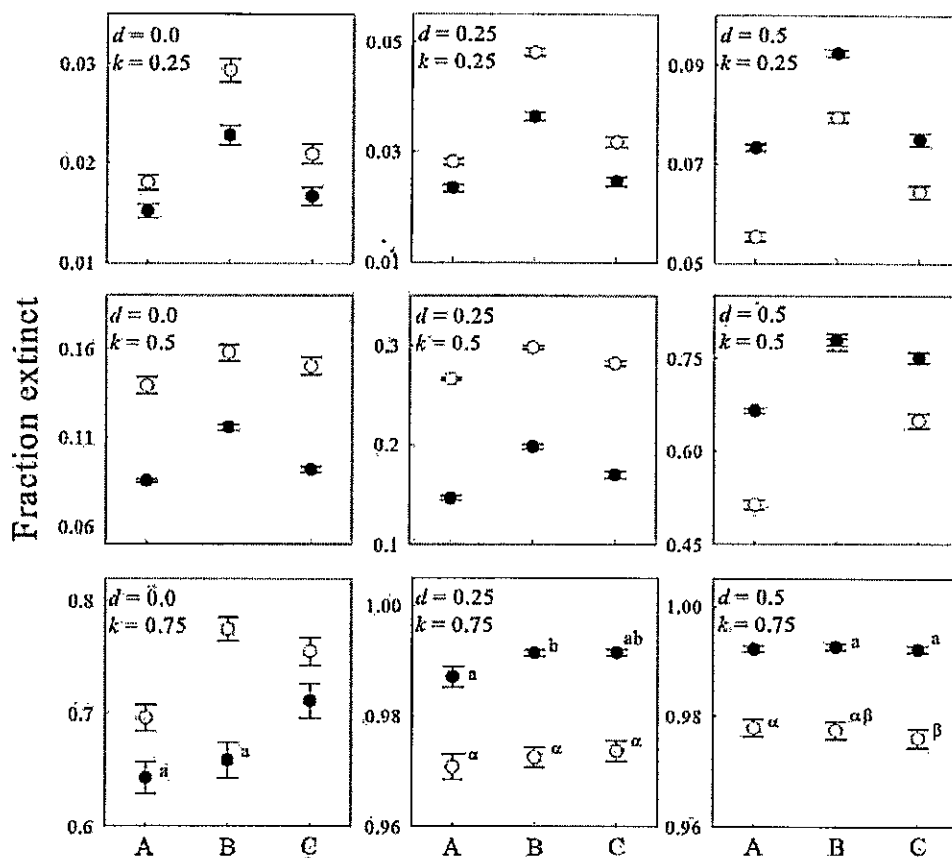 Fraction extinct
d = 0.0
k = 0.25
0.03
0.02
0.01
d = 0.25
k = 0.25
0.05
0.03
0.01
d = 0.5
k = 0.25
0.09
0.07
0.05
d = 0.0
k = 0.5
0.16
0.11
0.06
d = 0.25
k = 0.5
0.3
0.2
0.1
d = 0.5
k = 0.5
0.75
0.60
0.45
d = 0.0
k = 0.75
0.8
0.7
0.6
a
a
A B C
d = 0.25
k = 0.75
1.00
0.98
0.96
a
b
ab
α
α
α
A B C
d = 0.5
k = 0.75
1.00
0.98
0.96
a
a
α
αβ
β
A B C